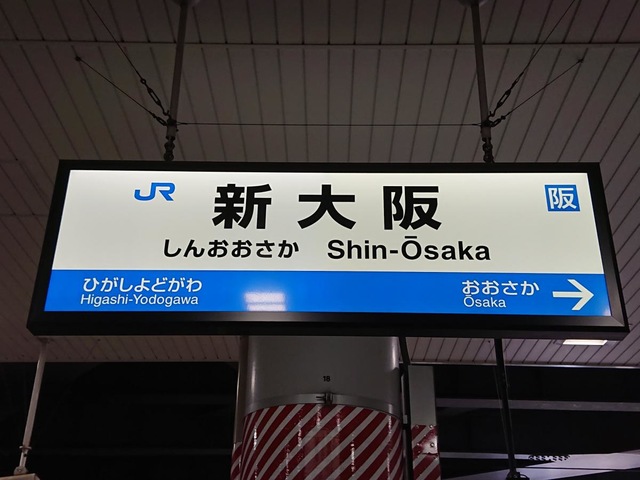 JR 新大阪 阪
しんおおさか Shin-Ōsaka
ひがしよどがわ おおさか
Higashi-Yodogawa Ōsaka
18